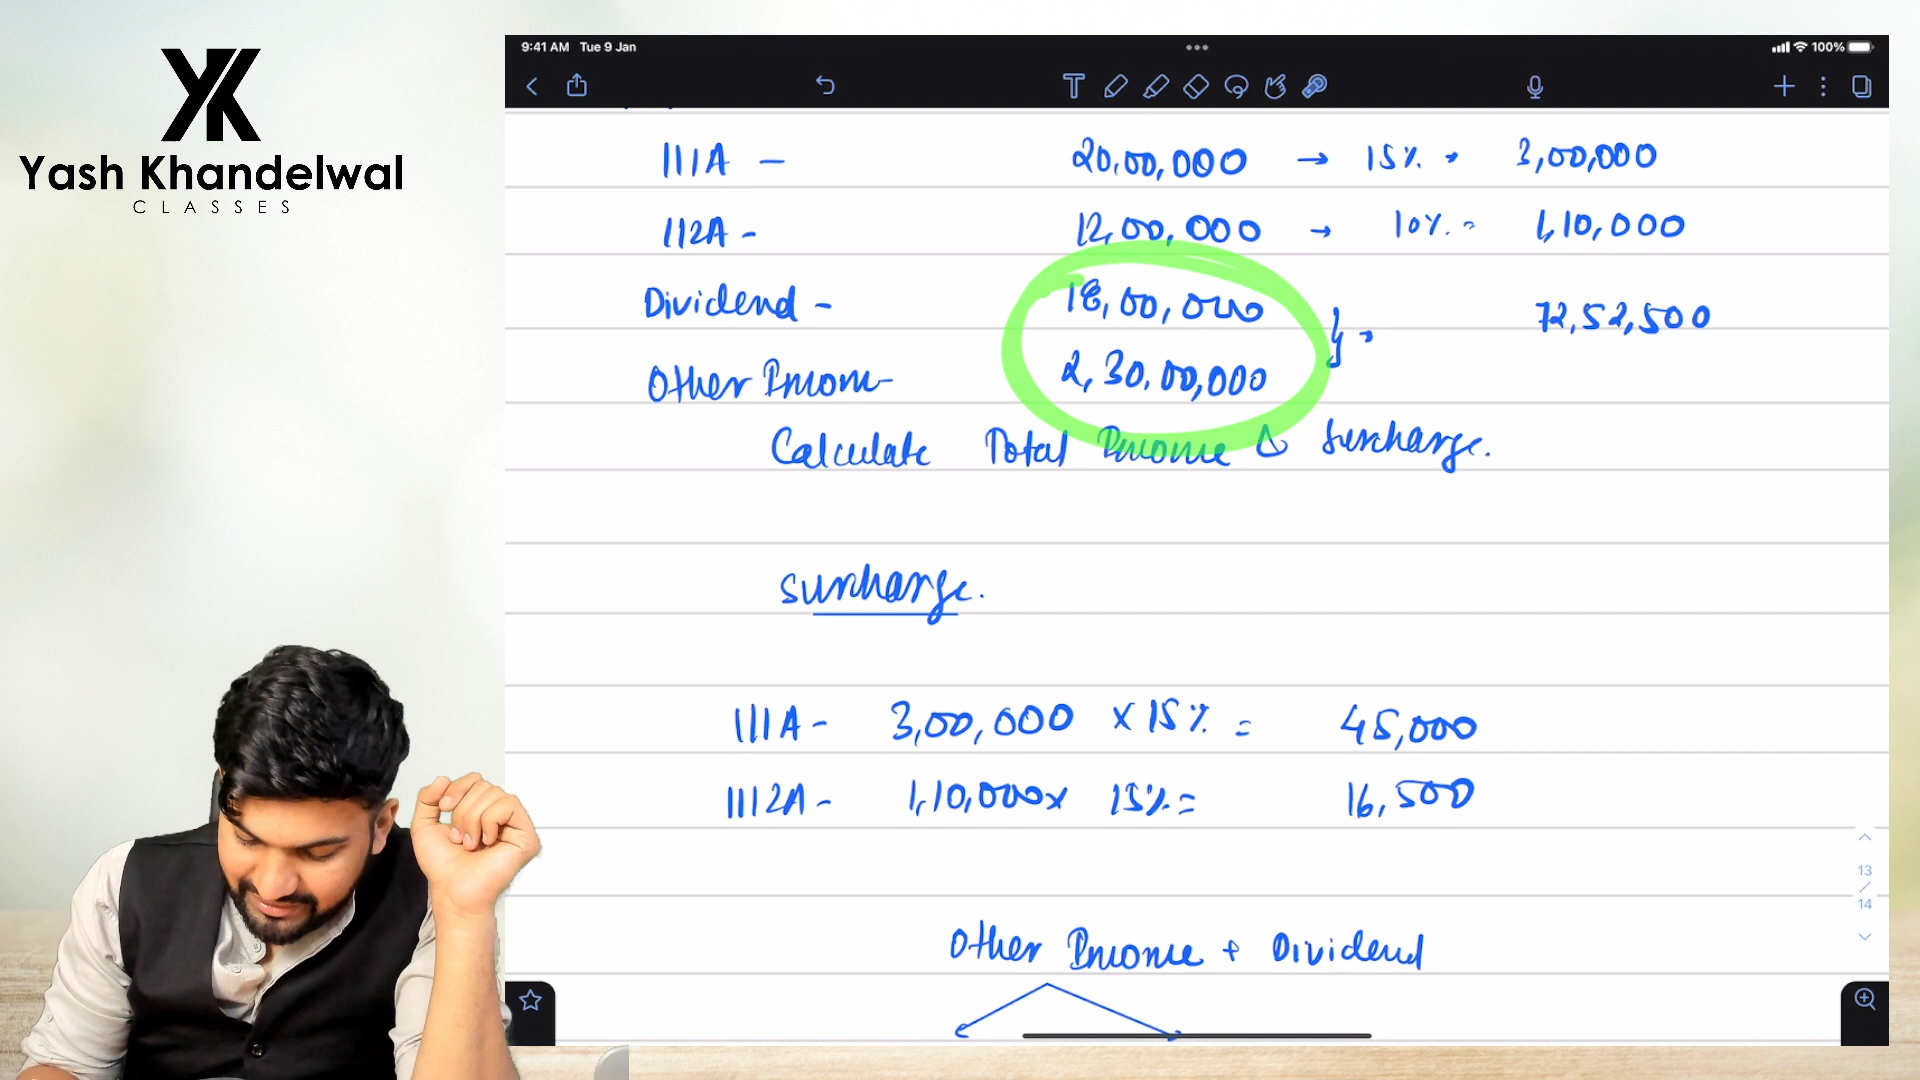 YK
Yash Khandelwal
CLASSES
9:41 AM Tue 9 Jan
100%
111A - 20,00,000 → 15% = 3,00,000
112A - 12,00,000 → 10% = 1,10,000
Dividend - 18,00,000
72,52,500
Other Income - 2,30,00,000
Calculate Total Income & Surcharge.
Surcharge.
111A - 3,00,000 × 15% = 45,000
1112A - 1,10,000 × 15% = 16,500
13
/
14
Other Income + Dividend